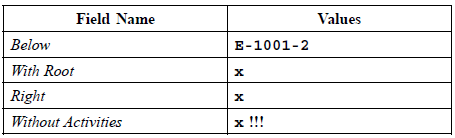 Field Name Values
Below E-1001-2
With Root x
Right x
Without Activities x !!!